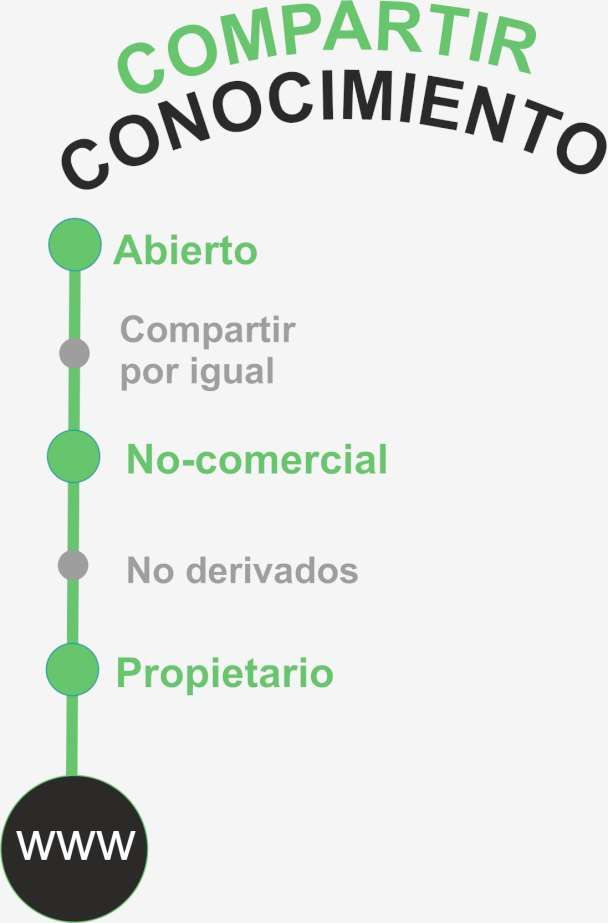 COMPARTIR
CONOCIMIENTO
Abierto
Compartir
por igual
No-comercial
No derivados
Propietario
www